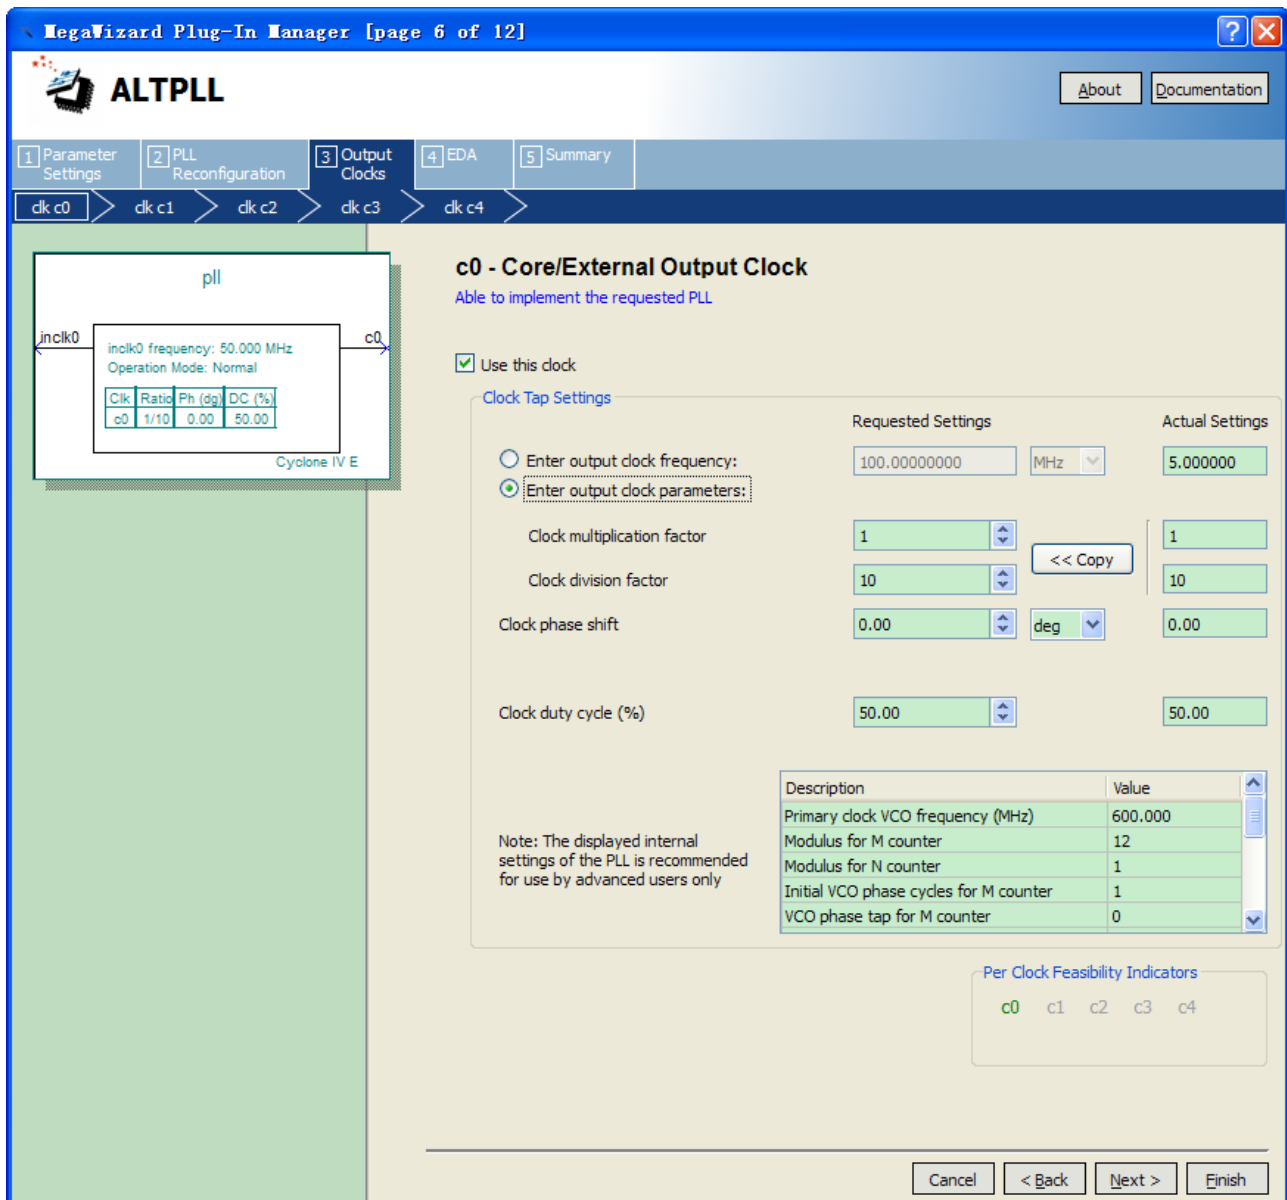 MegaWizard Plug-In Manager [page 6 of 12]
ALTPLL
About
Documentation
1 Parameter Settings
2 PLL Reconfiguration
3 Output Clocks
4 EDA
5 Summary
clk c0
clk c1
clk c2
clk c3
clk c4
pll
inclk0
c0
inclk0 frequency: 50.000 MHz
Operation Mode: Normal
Clk Ratio Ph (dg) DC (%)
c0 1/10 0.00 50.00
Cyclone IV E
c0 - Core/External Output Clock
Able to implement the requested PLL
Use this clock
Clock Tap Settings
Requested Settings
Actual Settings
Enter output clock frequency:
100.00000000
MHz
5.000000
Enter output clock parameters:
Clock multiplication factor
1
<< Copy
1
Clock division factor
10
10
Clock phase shift
0.00
deg
0.00
Clock duty cycle (%)
50.00
50.00
Note: The displayed internal
settings of the PLL is recommended
for use by advanced users only
Description Value
Primary clock VCO frequency (MHz) 600.000
Modulus for M counter 12
Modulus for N counter 1
Initial VCO phase cycles for M counter 1
VCO phase tap for M counter 0
Per Clock Feasibility Indicators
c0 c1 c2 c3 c4
Cancel
< Back
Next >
Finish